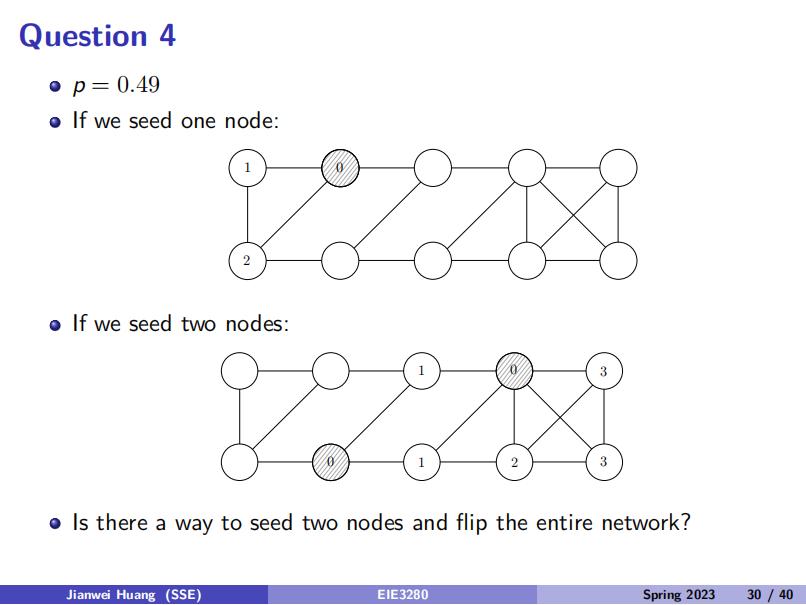 Question 4
p = 0.49
If we seed one node:
1 0
2
If we seed two nodes:
1 0 3
0 1 2 3
Is there a way to seed two nodes and flip the entire network?
Jianwei Huang (SSE) EIE3280 Spring 2023 30 / 40